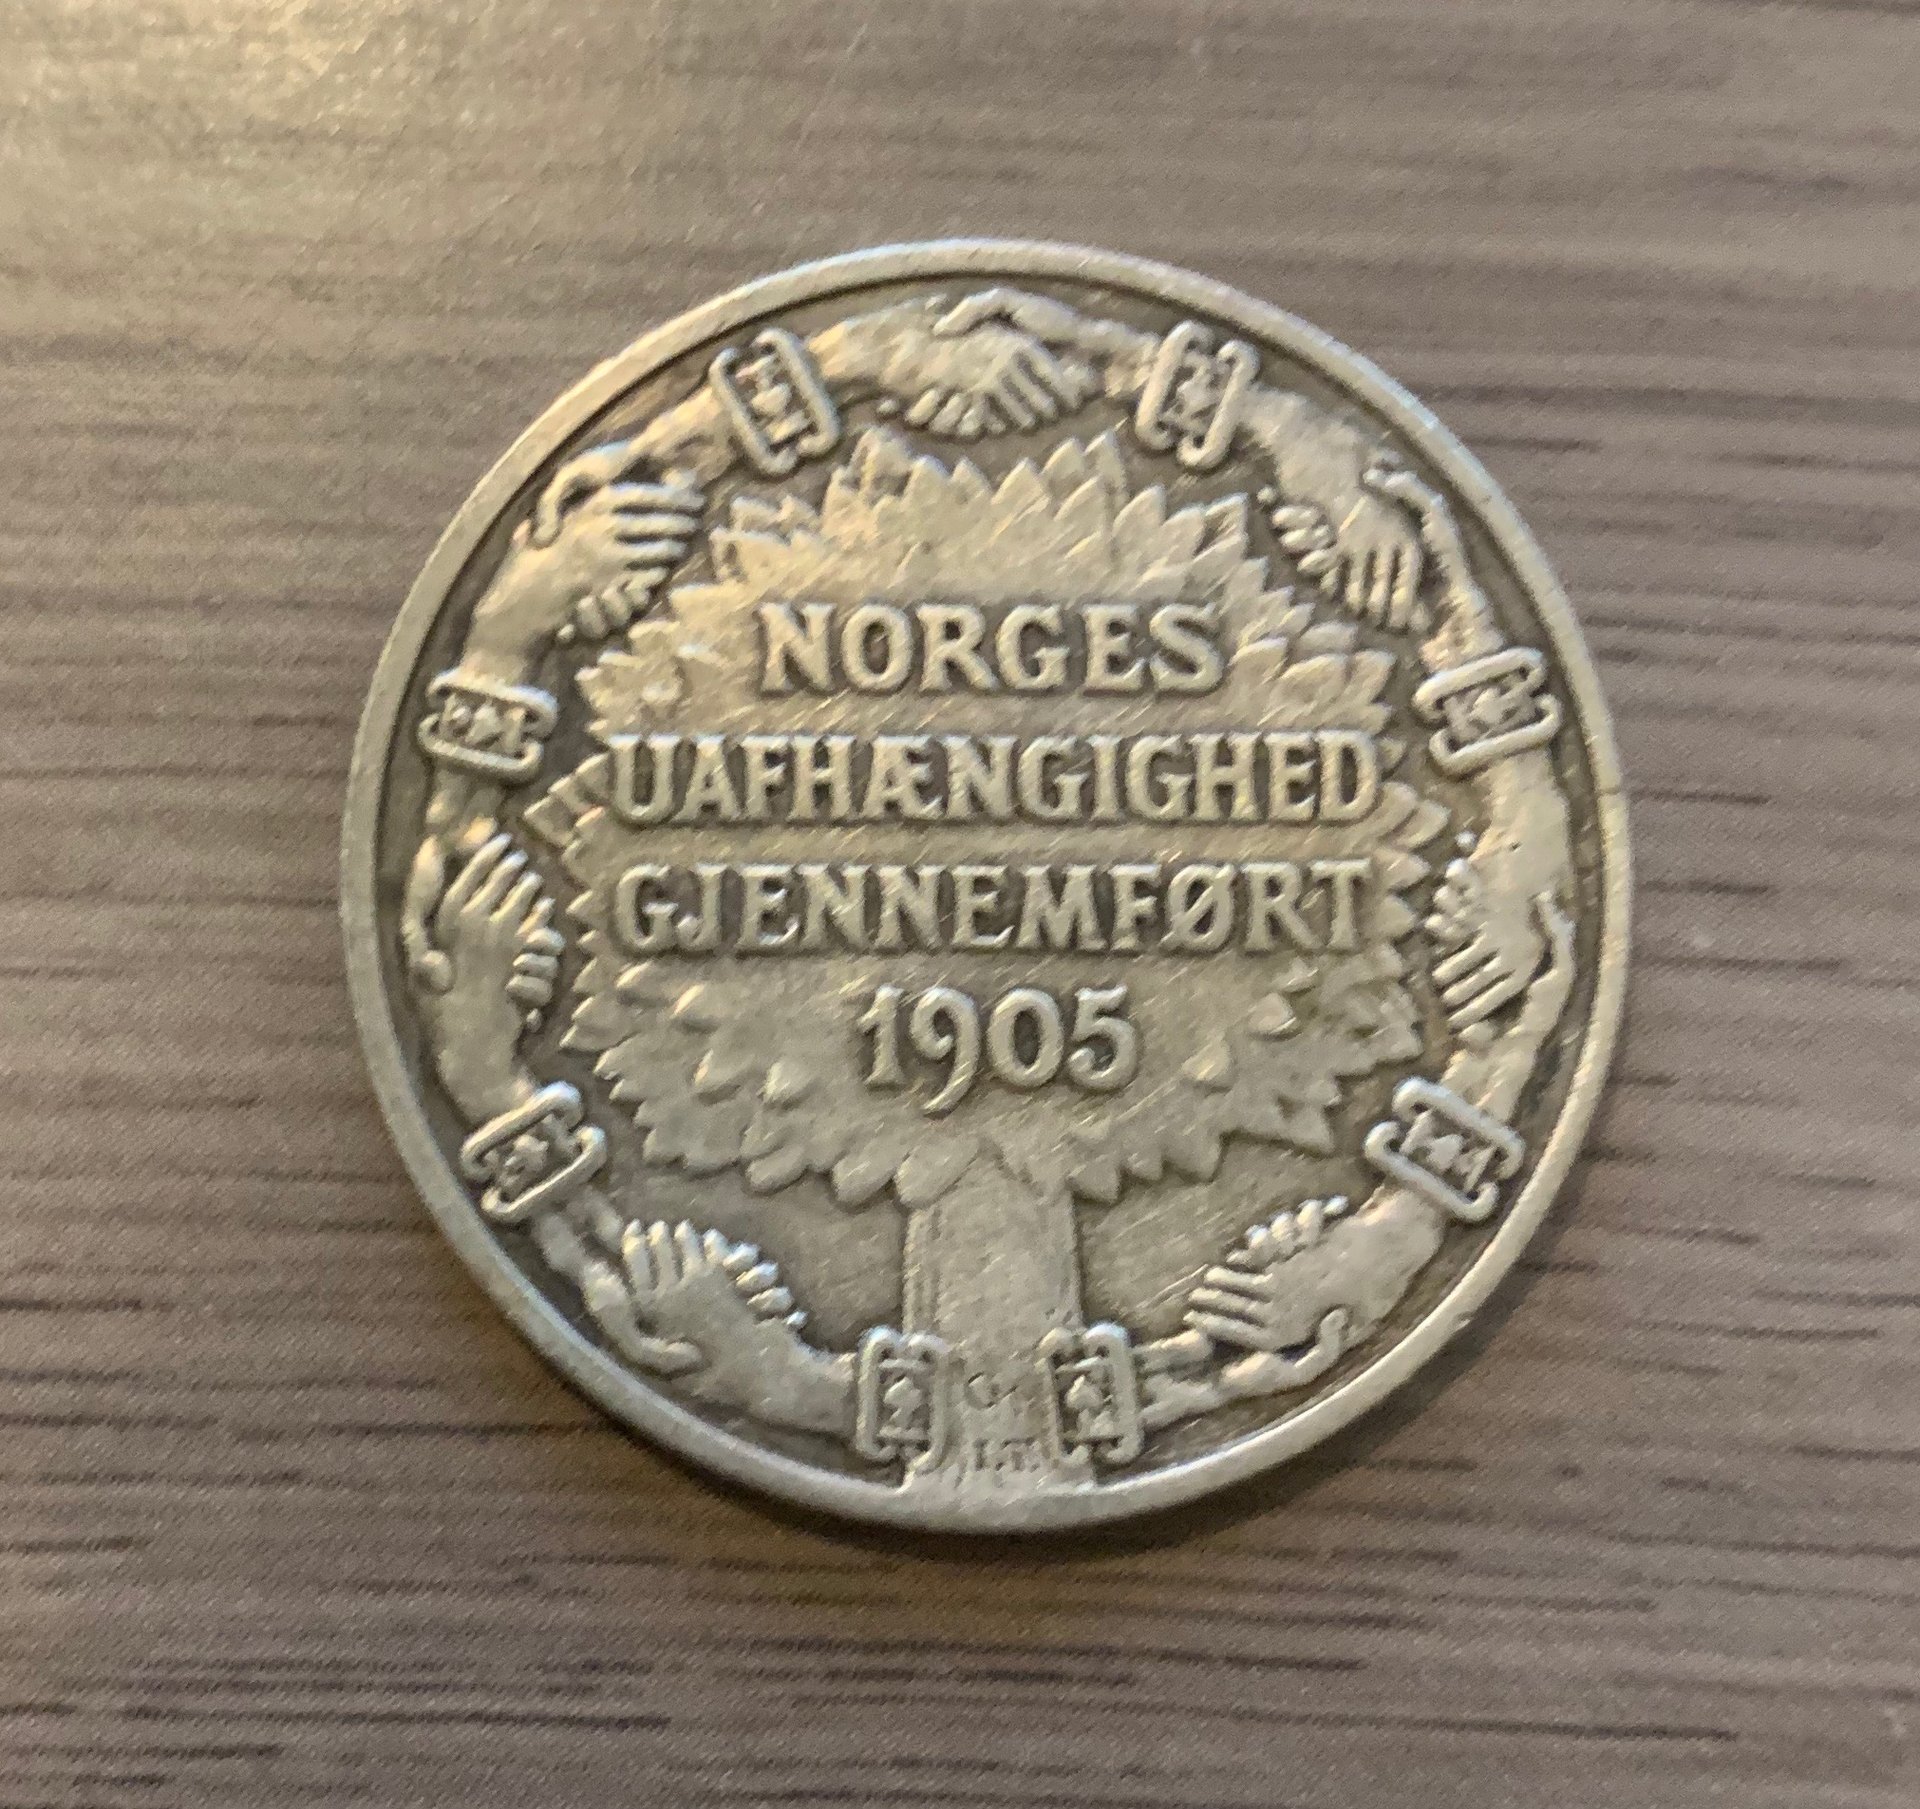 NORGES
UAFHÆNGIGHED
GJENNEMFØRT
1905
I.T.